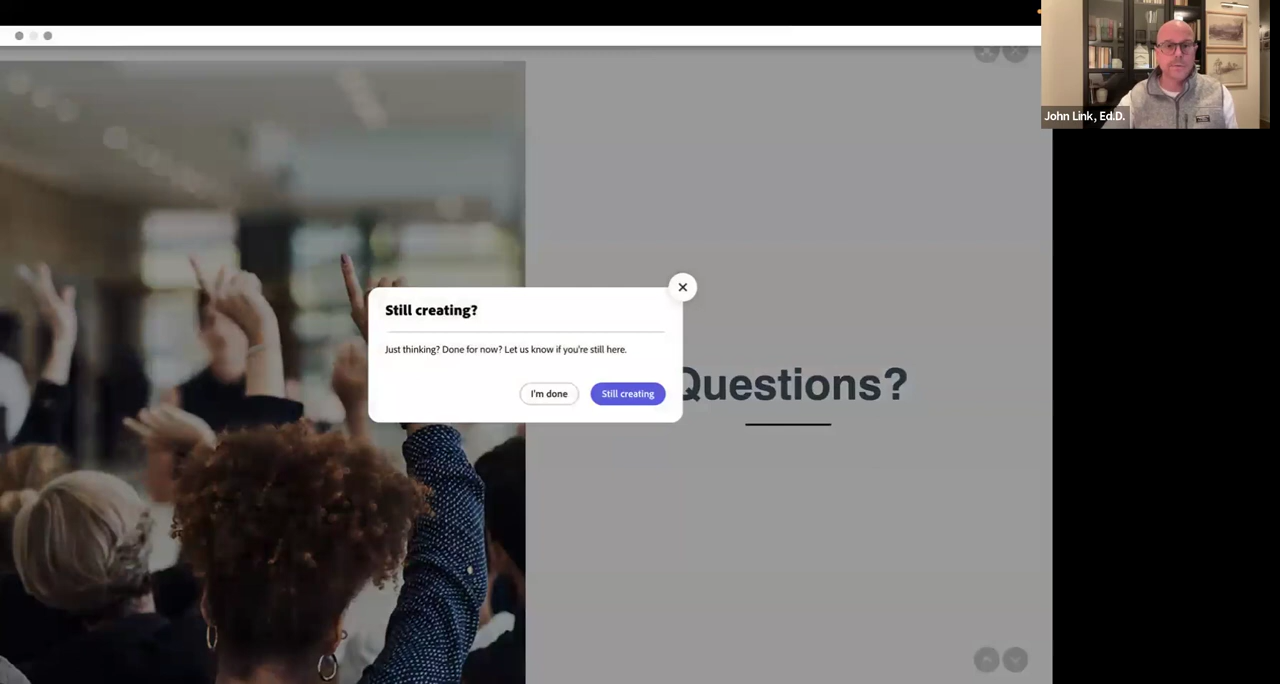 John Link, Ed.D.
Still creating?
Just thinking? Done for now? Let us know if you're still here.
I'm done
Still creating
Questions?